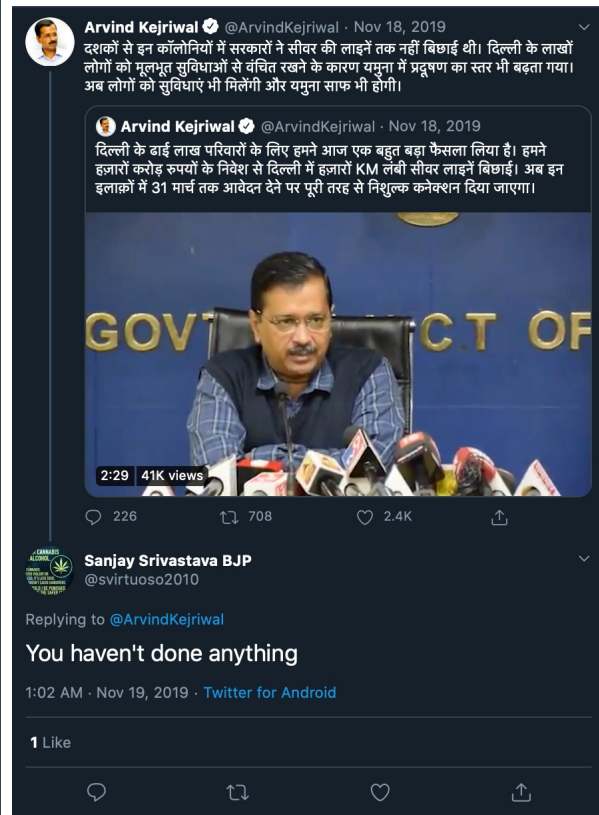 Arvind Kejriwal @ArvindKejriwal · Nov 18, 2019
दशकों से इन कॉलोनियों में सरकारों ने सीवर की लाइनें तक नहीं बिछाई थी। दिल्ली के लाखों
लोगों को मूलभूत सुविधाओं से वंचित रखने के कारण यमुना में प्रदूषण का स्तर भी बढ़ता गया।
अब लोगों को सुविधाएं भी मिलेंगी और यमुना साफ भी होगी।
Arvind Kejriwal @ArvindKejriwal · Nov 18, 2019
दिल्ली के ढाई लाख परिवारों के लिए हमने आज एक बहुत बड़ा फैसला लिया है। हमने
हज़ारों करोड़ रुपयों के निवेश से दिल्ली में हज़ारों KM लंबी सीवर लाइनें बिछाई। अब इन
इलाक़ों में 31 मार्च तक आवेदन देने पर पूरी तरह से निशुल्क कनेक्शन दिया जाएगा।
GOVT CT OF
2:29 41K views
226 708 2.4K
CANNABIS
ALCOHOL
Sanjay Srivastava BJP
@svirtuoso2010
Replying to @ArvindKejriwal
You haven't done anything
1:02 AM · Nov 19, 2019 · Twitter for Android
1 Like